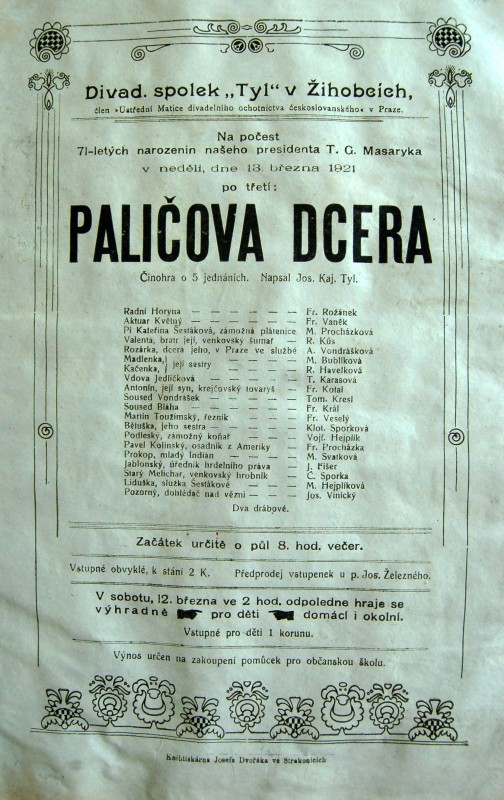 Divad. spolek „Tyl" v Žihobcích,
člen »Ústřední Matice divadelního ochotnictva českoslovanského« v Praze.
Na počest
71-letých narozenin našeho presidenta T. G. Masaryka
v neděli, dne 13. března 1921
po třetí:
PALIČOVA DCERA
Činohra o 5 jednáních. Napsal Jos. Kaj. Tyl.
Radní Horyna — — — — — — Fr. Rožánek
Aktuar Květný — — — — — — Fr. Vaněk
Pí Kateřina Šestáková, zámožná plátenice M. Procházková
Valenta, bratr její, venkovský šumař — R. Kůs
Rozárka, dcera jeho, v Praze ve službě A. Vondrášková
Madlenka, } její sestry — — — — M. Bublíková
Kačenka, R. Havelková
Vdova Jedličková — — — — — T. Karasová
Antonín, její syn, krejčovský tovaryš — Fr. Kotal
Soused Vondrášek — — — — — Tom. Kresl
Soused Bláha — — — — — Fr. Král
Martin Toužimský, řezník — — — Fr. Veselý
Bětuška, jeho sestra — — — — Klot. Sporková
Podleský, zámožný koňař — — — Vojt. Hejplík
Pavel Kolínský, osadník z Ameriky — Fr. Procházka
Prokop, mladý Indian — — — — M. Svatková
Jablonský, úředník hrdelního práva — J. Fišer
Starý Melichar, venkovský hrobník — Č. Sporka
Liduška, služka Šestákové — — — M. Hejplíková
Pozorný, dohlédač nad vězni — — — Jos. Vinický
Dva drábové.
Začátek určitě o půl 8. hod. večer.
Vstupné obvyklé, k stání 2 K. Předprodej vstupenek u p. Jos. Železného.
V sobotu, 12. března ve 2 hod. odpoledne hraje se
výhradně pro děti domácí i okolní.
Vstupné pro děti 1 korunu.
Výnos určen na zakoupení pomůcek pro občanskou školu.
Knihtiskárna Josefa Dvořáka ve Strakonicích